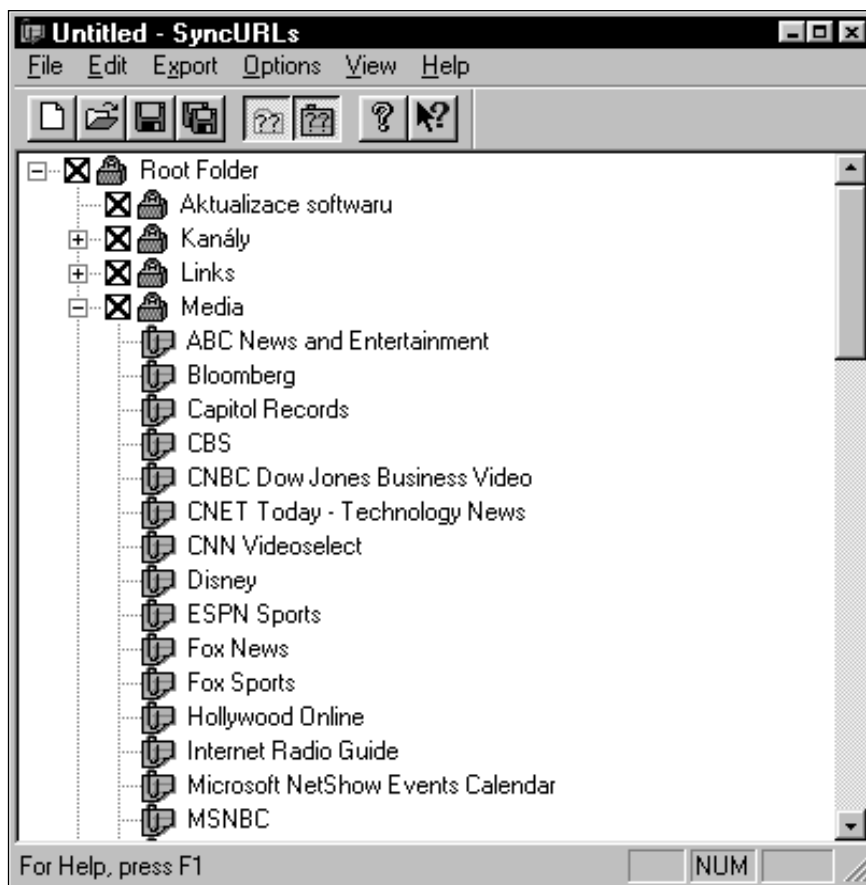 Untitled - SyncURLs
File Edit Export Options View Help
?? ?? ? ?
Root Folder
Aktualizace softwaru
Kanály
Links
Media
ABC News and Entertainment
Bloomberg
Capitol Records
CBS
CNBC Dow Jones Business Video
CNET Today - Technology News
CNN Videoselect
Disney
ESPN Sports
Fox News
Fox Sports
Hollywood Online
Internet Radio Guide
Microsoft NetShow Events Calendar
MSNBC
For Help, press F1 NUM